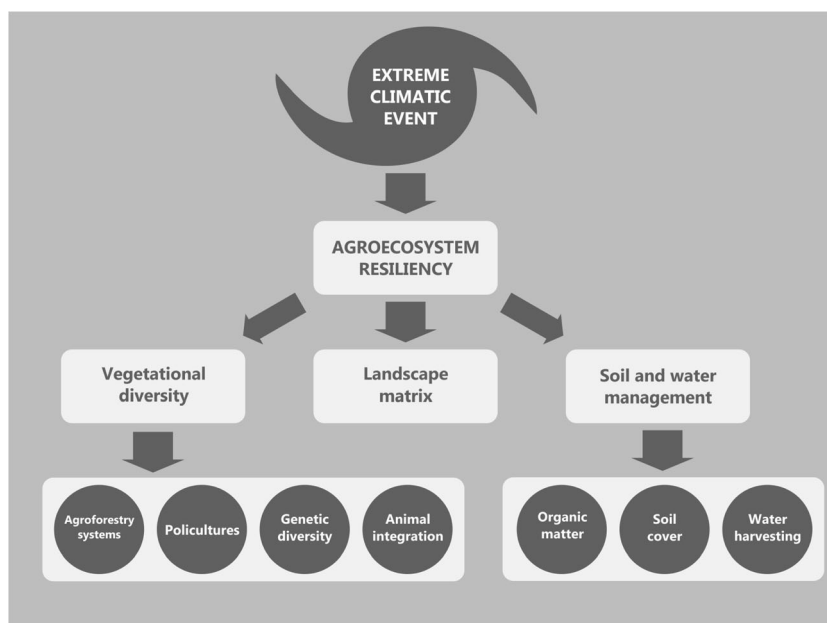 EXTREME
CLIMATIC
EVENT
AGROECOSYSTEM
RESILIENCY
Vegetational
diversity
Landscape
matrix
Soil and water
management
Agroforestry
systems
Policultures
Genetic
diversity
Animal
integration
Organic
matter
Soil
cover
Water
harvesting